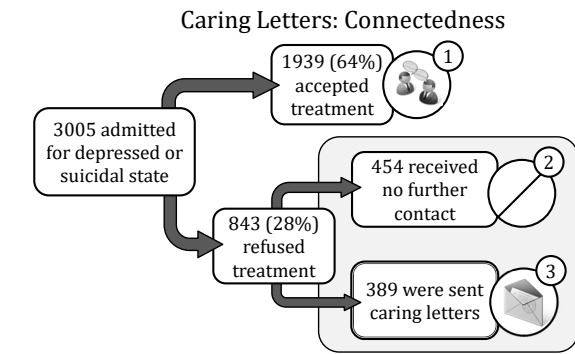 Caring Letters: Connectedness
1939 (64%)
accepted
treatment
1
3005 admitted
for depressed or
suicidal state
454 received
no further
contact
2
843 (28%)
refused
treatment
389 were sent
caring letters
3